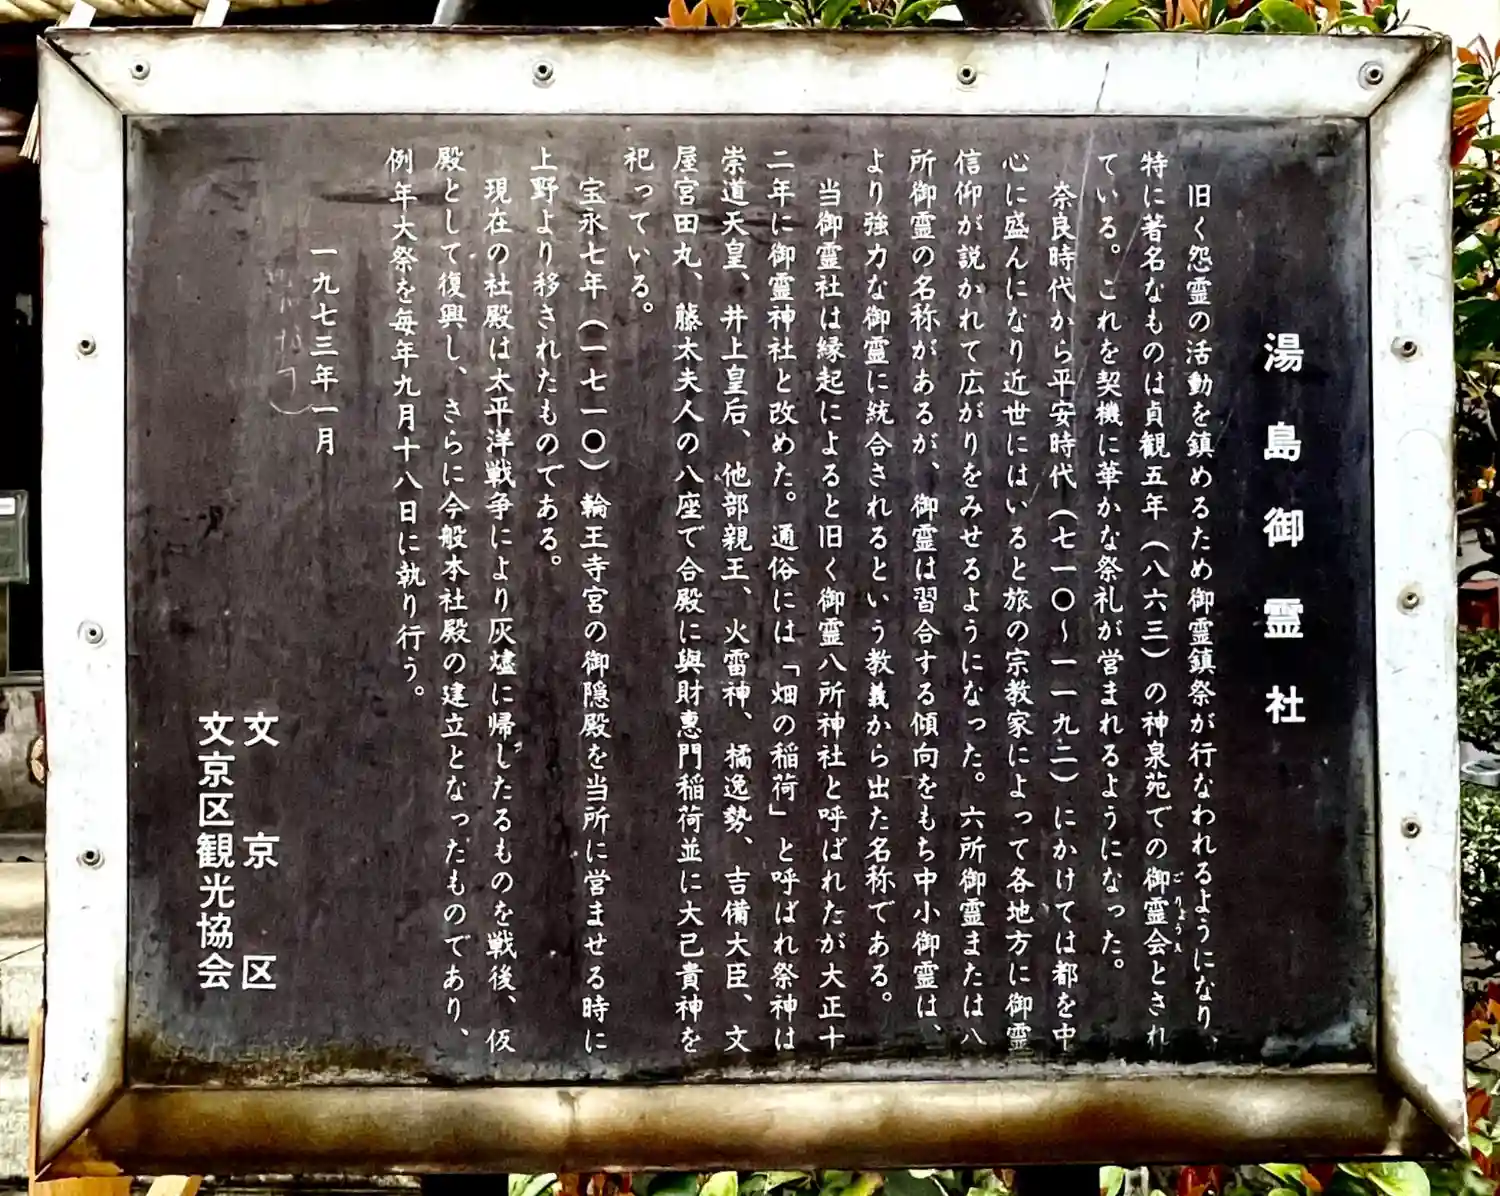 湯島御霊社
旧く怨霊の活動を鎮めるため御霊鎮祭が行なわれるようになり、
特に著名なものは貞観五年(八六三)の神泉苑での御霊会とされ
ごりょうえ
ている。これを契機に華かな祭礼が営まれるようになった。
奈良時代から平安時代(七一〇~一一九二)にかけては都を中
心に盛んになり近世にはいると旅の宗教家によって各地方に御霊
信仰が説かれて広がりをみせるようになった。六所御霊または八
所御霊の名称があるが、御霊は習合する傾向をもち中小御霊は、
より強力な御霊に統合されるという教義から出た名称である。
当御霊社は縁起によると旧く御霊八所神社と呼ばれたが大正十
二年に御霊神社と改めた。通俗には「畑の稲荷」と呼ばれ祭神は
崇道天皇、井上皇后、他部親王、火雷神、橘逸勢、吉備大臣、文
屋宮田丸、藤太夫人の八座で合殿に與財惠門稲荷並に大己貴神を
祀っている。
宝永七年(一七一〇)輪王寺宮の御隠殿を当所に営ませる時に
上野より移されたものである。
現在の社殿は太平洋戦争により灰燼に帰したるものを戦後、仮
殿として復興し、さらに今般本社殿の建立となったものであり、
例年大祭を毎年九月十八日に執り行う。
一九七三年一月
文京区
文京区観光協会